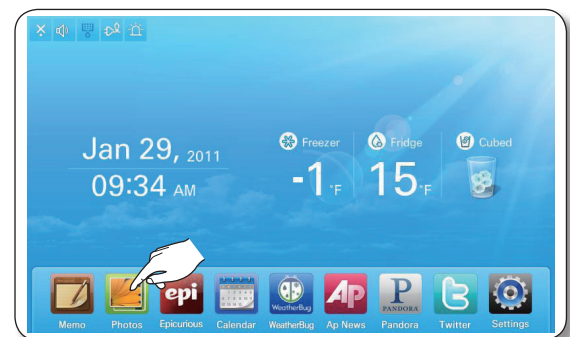 Jan 29, 2011
09:34 AM
Freezer
-1 °F
Fridge
15 °F
Cubed
epi
WeatherBug
AP
P
PANDORA
Memo
Photos
Epicurious
Calendar
WeatherBug
Ap News
Pandora
Twitter
Settings